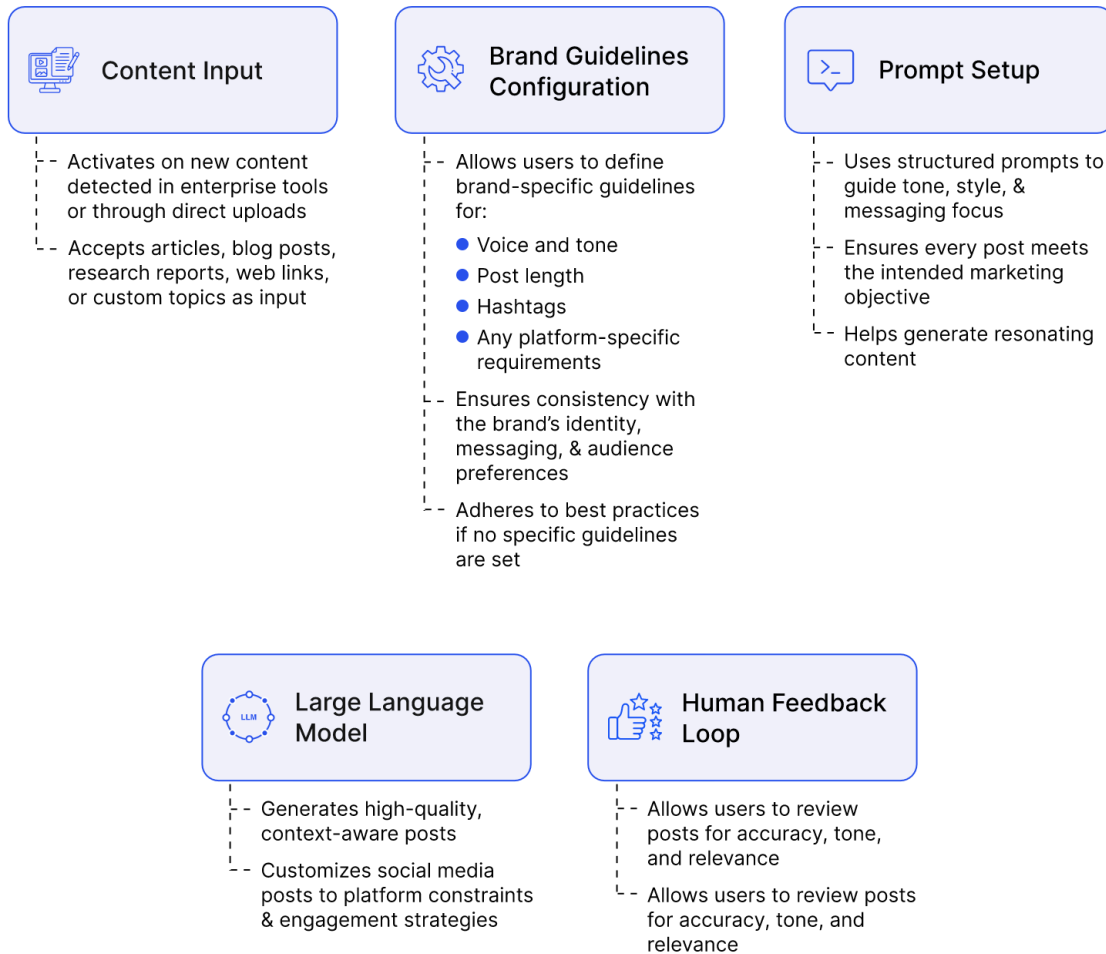 Content Input
Activates on new content
detected in enterprise tools
or through direct uploads
Accepts articles, blog posts,
research reports, web links,
or custom topics as input
Brand Guidelines
Configuration
Allows users to define
brand-specific guidelines
for:
Voice and tone
Post length
Hashtags
Any platform-specific
requirements
Ensures consistency with
the brand’s identity,
messaging, & audience
preferences
Adheres to best practices
if no specific guidelines
are set
Prompt Setup
Uses structured prompts to
guide tone, style, &
messaging focus
Ensures every post meets
the intended marketing
objective
Helps generate resonating
content
LLM
Large Language
Model
Generates high-quality,
context-aware posts
Customizes social media
posts to platform constraints
& engagement strategies
Human Feedback
Loop
Allows users to review
posts for accuracy, tone,
and relevance
Allows users to review posts
for accuracy, tone, and
relevance